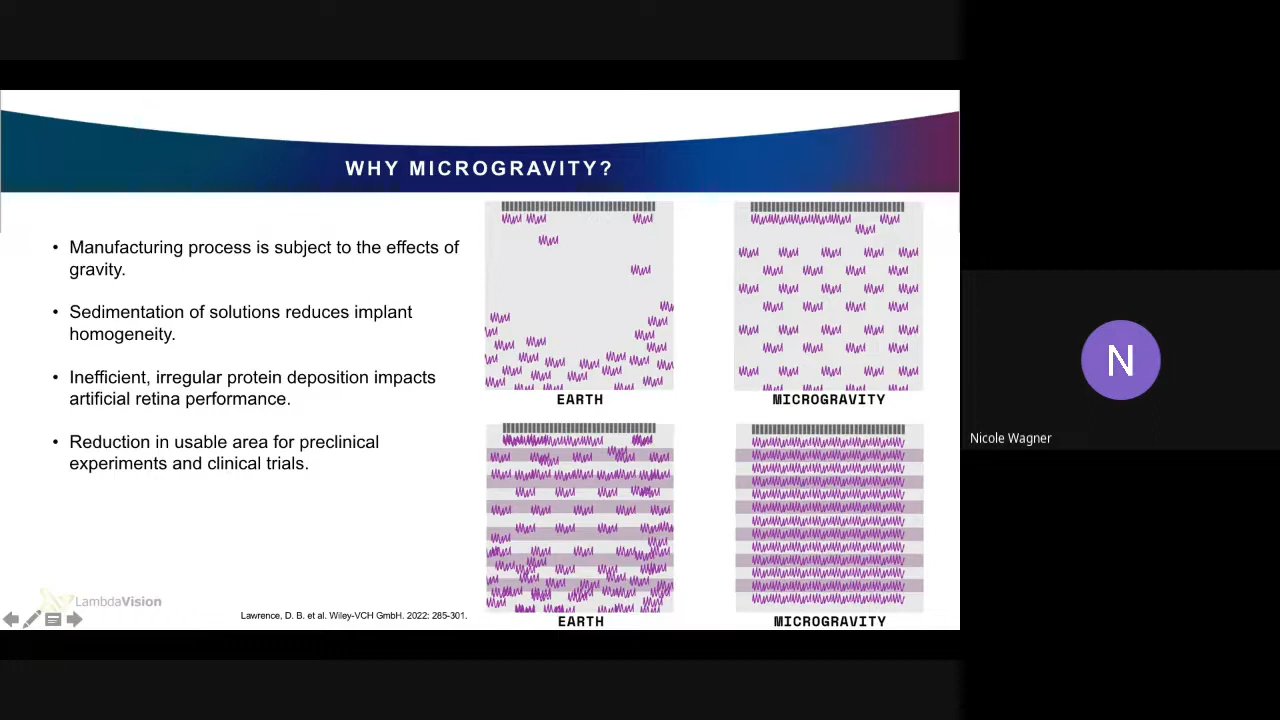 WHY MICROGRAVITY?
• Manufacturing process is subject to the effects of
gravity.
• Sedimentation of solutions reduces implant
homogeneity.
• Inefficient, irregular protein deposition impacts
artificial retina performance.
• Reduction in usable area for preclinical
experiments and clinical trials.
EARTH
MICROGRAVITY
EARTH
MICROGRAVITY
LambdaVision
Lawrence, D. B. et al. Wiley-VCH GmbH. 2022: 285-301.
N
Nicole Wagner